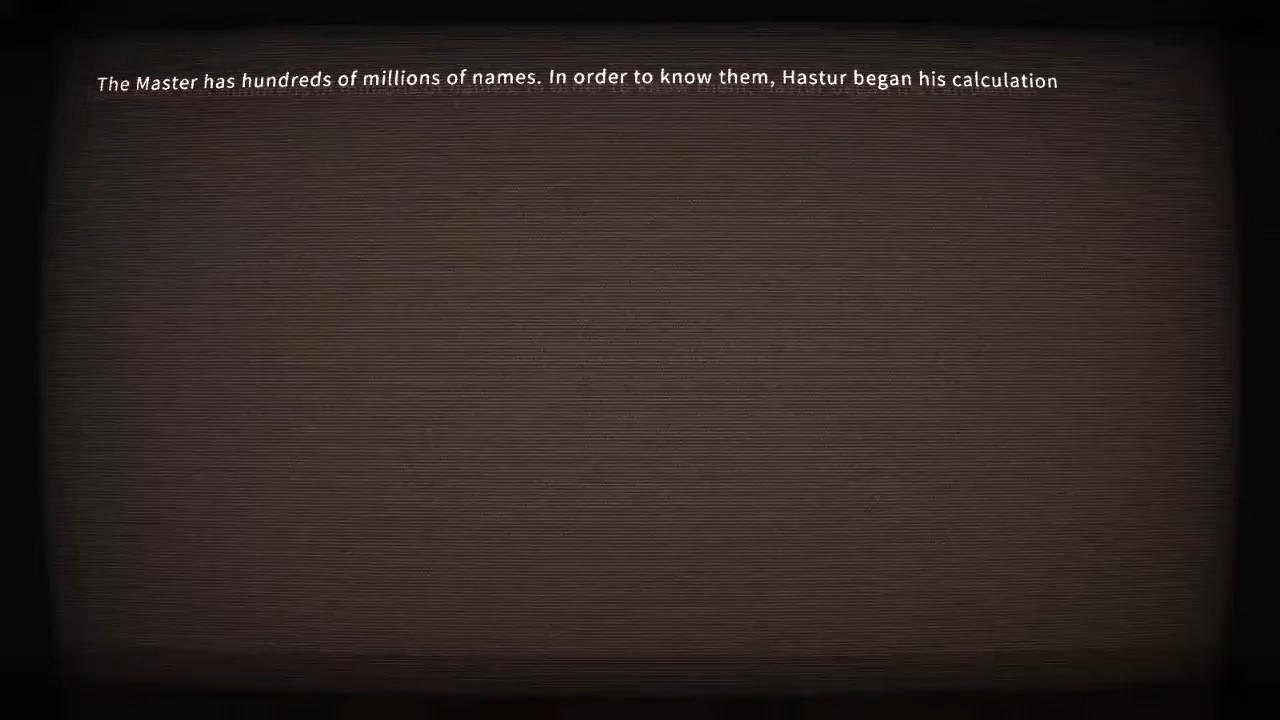 The Master has hundreds of millions of names. In order to know them, Hastur began his calculation